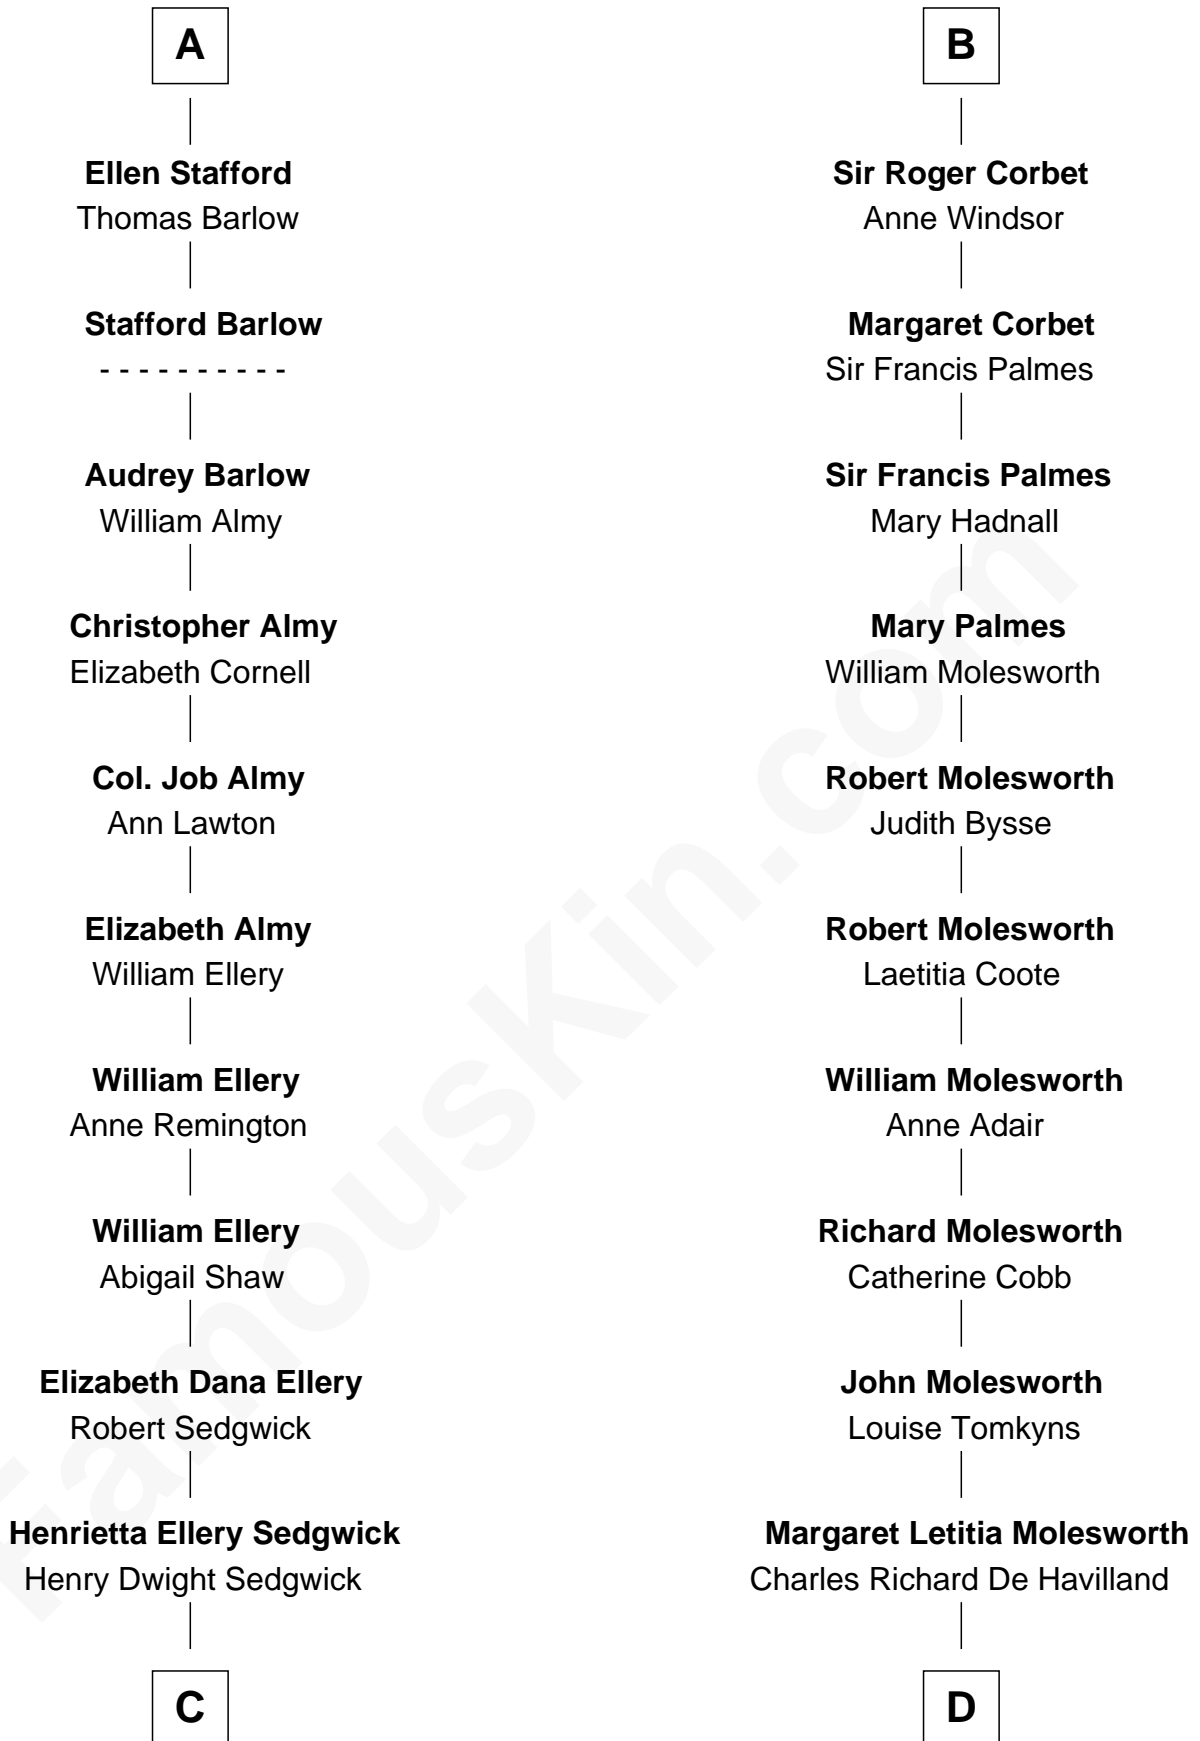 A
Ellen Stafford
Thomas Barlow
Stafford Barlow
- - - - - - - - - -
Audrey Barlow
William Almy
Christopher Almy
Elizabeth Cornell
Col. Job Almy
Ann Lawton
Elizabeth Almy
William Ellery
William Ellery
Anne Remington
William Ellery
Abigail Shaw
Elizabeth Dana Ellery
Robert Sedgwick
Henrietta Ellery Sedgwick
Henry Dwight Sedgwick
C
B
Sir Roger Corbet
Anne Windsor
Margaret Corbet
Sir Francis Palmes
Sir Francis Palmes
Mary Hadnall
Mary Palmes
William Molesworth
Robert Molesworth
Judith Bysse
Robert Molesworth
Laetitia Coote
William Molesworth
Anne Adair
Richard Molesworth
Catherine Cobb
John Molesworth
Louise Tomkyns
Margaret Letitia Molesworth
Charles Richard De Havilland
D
FamousKin.com